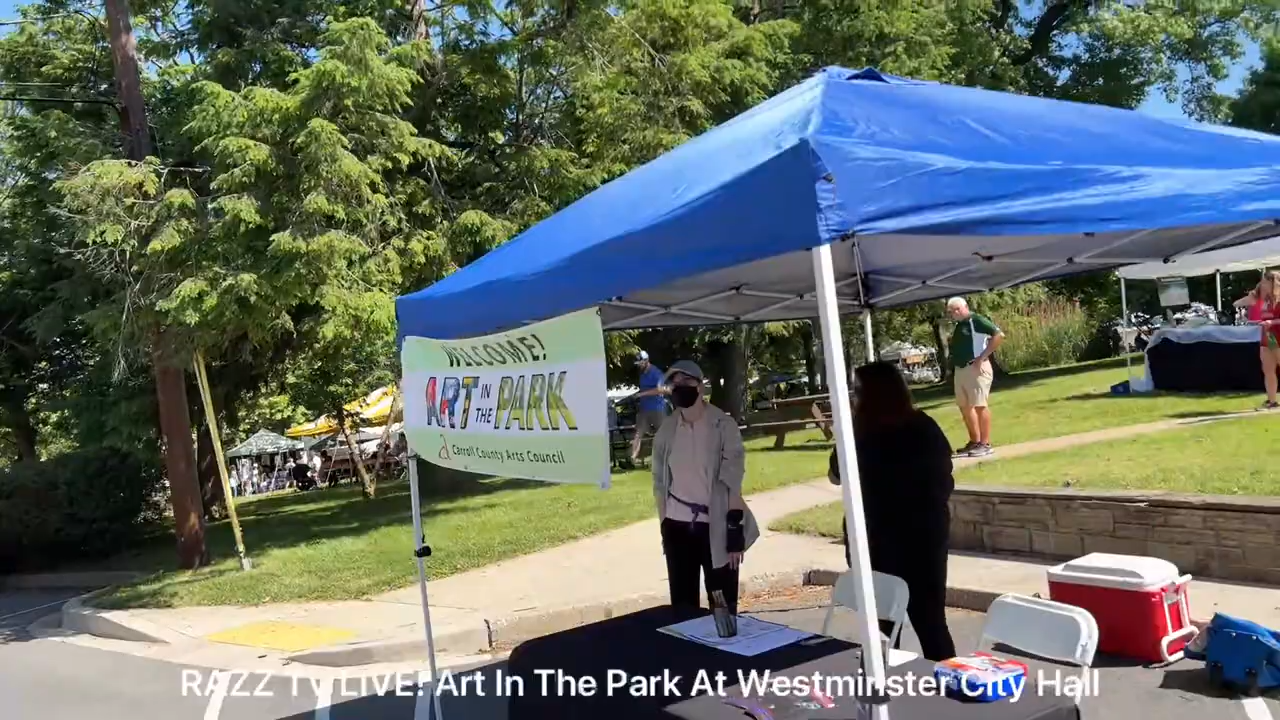 WELCOME!
ART IN THE PARK
Carroll County Arts Council
RAZZ TV LIVE! Art In The Park At Westminster City Hall